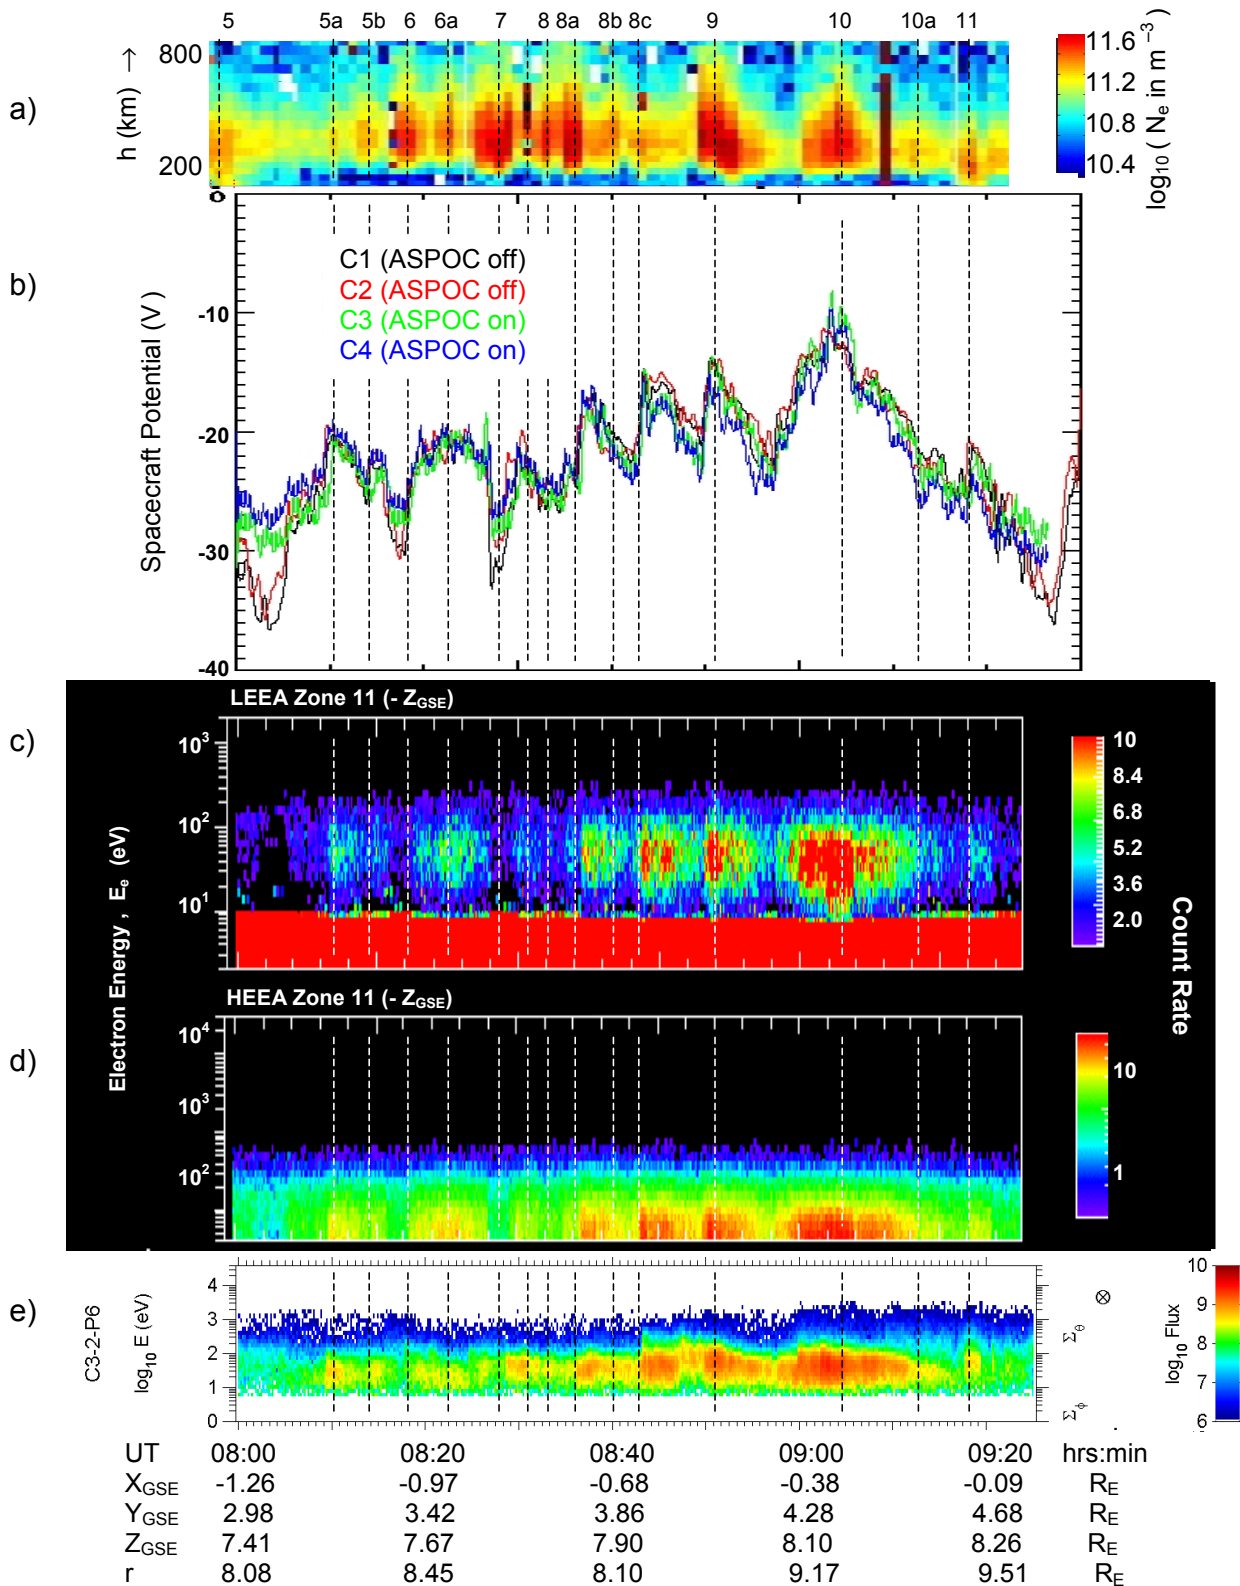 5 5a 5b 6 6a 7 8 8a 8b 8c 9 10 10a 11
a)
h (km) →
800
200
11.6
11.2
10.8
10.4
log10 ( Ne in m −3)
b)
Spacecraft Potential (V)
0
-10
-20
-30
-40
C1 (ASPOC off)
C2 (ASPOC off)
C3 (ASPOC on)
C4 (ASPOC on)
LEEA Zone 11 (- ZGSE)
c)
10³
10²
10¹
10
8.4
6.8
5.2
3.6
2.0
Electron Energy , Ee (eV)
Count Rate
HEEA Zone 11 (- ZGSE)
d)
10⁴
10³
10²
10
1
e)
C3-2-P6
log10 E (eV)
4
3
2
1
0
⊗
Σθ
Σϕ
log10 Flux
10
9
8
7
6
UT 08:00 08:20 08:40 09:00 09:20 hrs:min
XGSE -1.26 -0.97 -0.68 -0.38 -0.09 RE
YGSE 2.98 3.42 3.86 4.28 4.68 RE
ZGSE 7.41 7.67 7.90 8.10 8.26 RE
r 8.08 8.45 8.10 9.17 9.51 RE